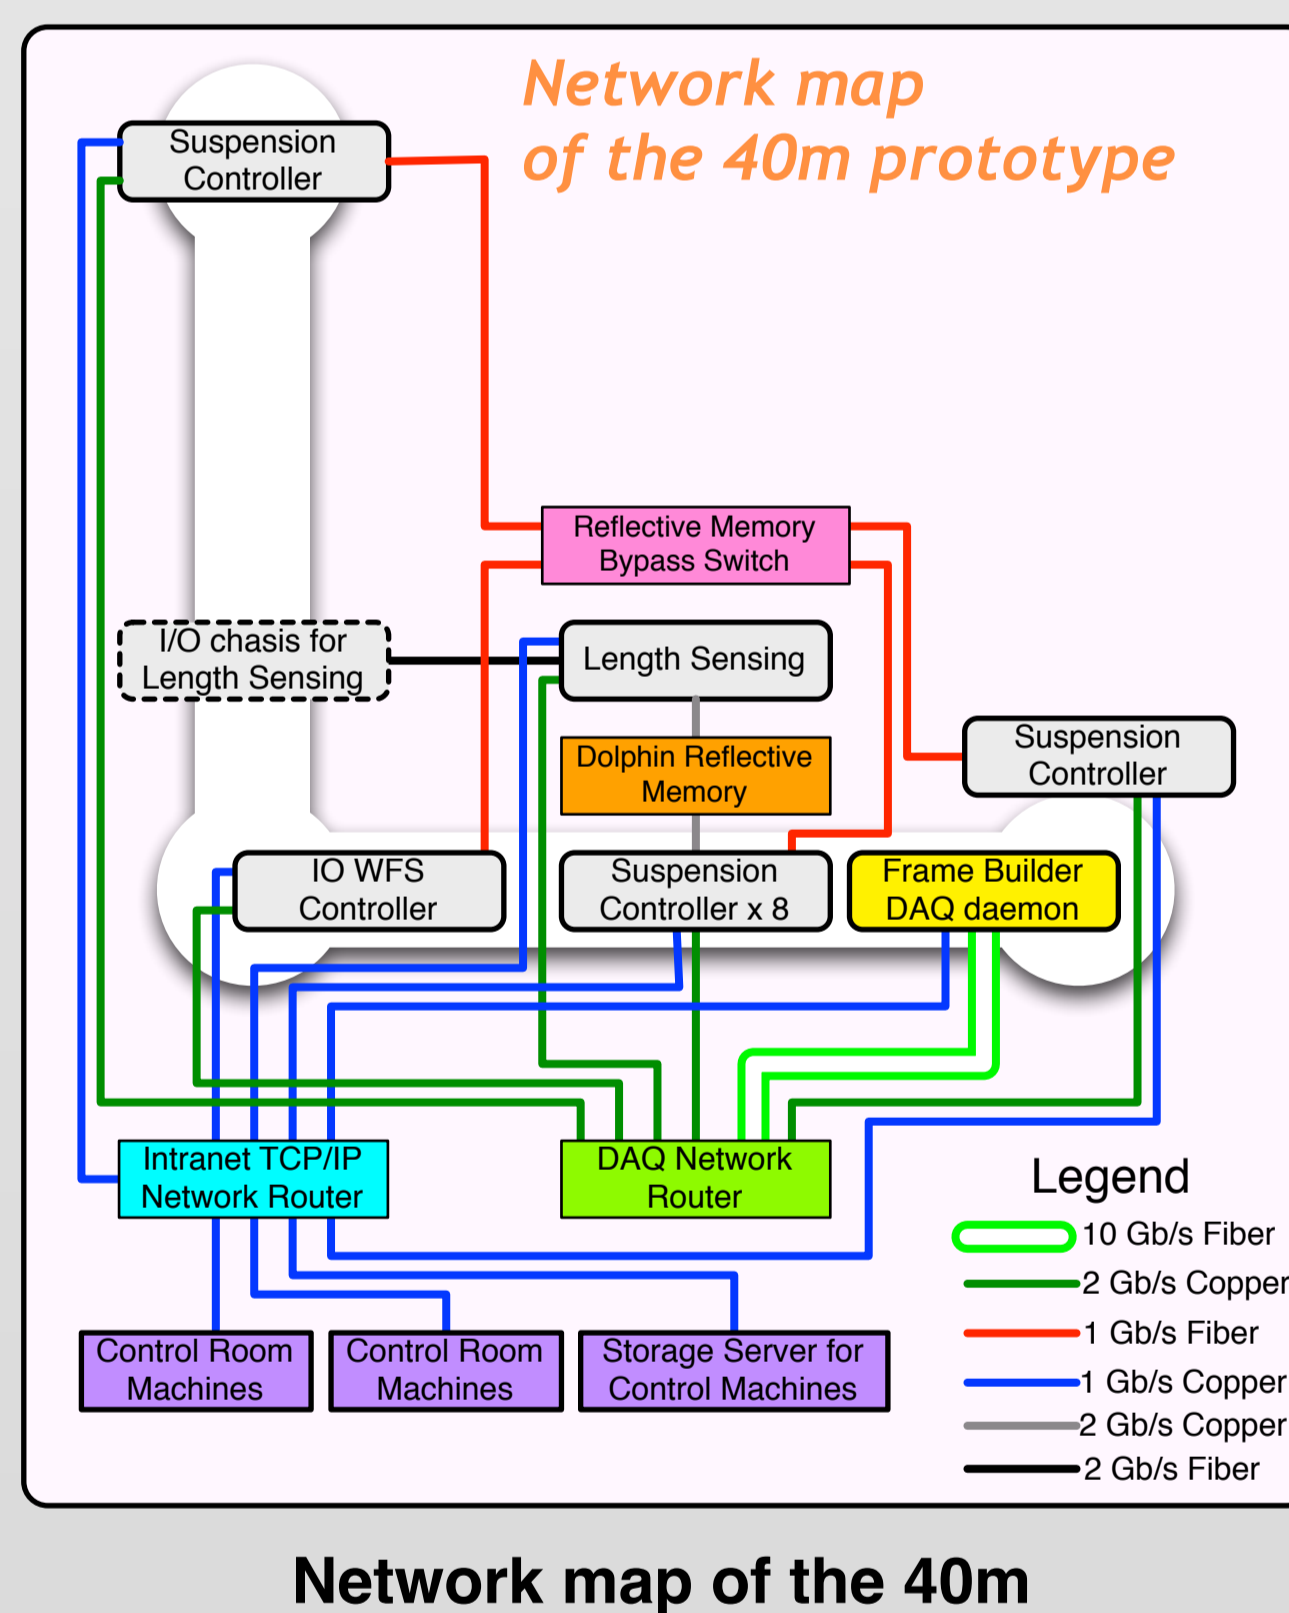 Network map
of the 40m prototype
Suspension
Controller
Reflective Memory
Bypass Switch
I/O chasis for
Length Sensing
Length Sensing
Dolphin Reflective
Memory
Suspension
Controller
IO WFS
Controller
Suspension
Controller x 8
Frame Builder
DAQ daemon
Intranet TCP/IP
Network Router
DAQ Network
Router
Legend
10 Gb/s Fiber
2 Gb/s Copper
1 Gb/s Fiber
1 Gb/s Copper
2 Gb/s Copper
2 Gb/s Fiber
Control Room
Machines
Control Room
Machines
Storage Server for
Control Machines
Network map of the 40m